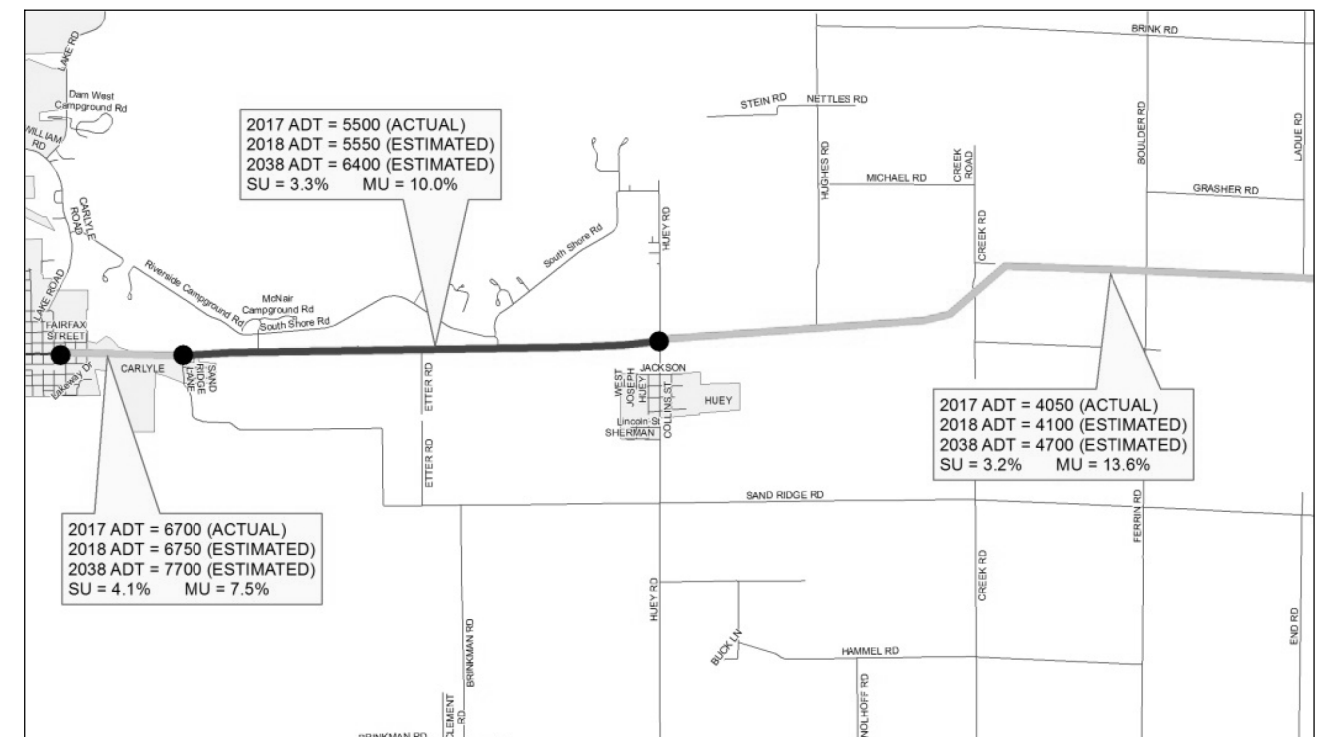 LAKE RD
Dam West
Campground Rd
WILLIAM
RD
CARLYLE
ROAD
LAKE ROAD
FAIRFAX
STREET
Lakeway Dr
CARLYLE
SAND
RIDGE
LANE
Riverside Campground Rd
McNair
Campground Rd
South Shore Rd
South Shore Rd
2017 ADT = 5500 (ACTUAL)
2018 ADT = 5550 (ESTIMATED)
2038 ADT = 6400 (ESTIMATED)
SU = 3.3% MU = 10.0%
HUEY RD
STEIN RD
NETTLES RD
HUGHES RD
MICHAEL RD
CREEK
ROAD
CREEK RD
BRINK RD
BOULDER RD
LADUE RD
GRASHER RD
ETTER RD
ETTER RD
JACKSON
WEST
JOSEPH
HUEY
COLLINS ST
HUEY
Lincoln St
SHERMAN
2017 ADT = 4050 (ACTUAL)
2018 ADT = 4100 (ESTIMATED)
2038 ADT = 4700 (ESTIMATED)
SU = 3.2% MU = 13.6%
SAND RIDGE RD
FERRIN RD
2017 ADT = 6700 (ACTUAL)
2018 ADT = 6750 (ESTIMATED)
2038 ADT = 7700 (ESTIMATED)
SU = 4.1% MU = 7.5%
HUEY RD
CREEK RD
END RD
BRINKMAN RD
BUCK LN
HAMMEL RD
NOLHOFF RD
CLEMENT
RD
BRINKMAN RD